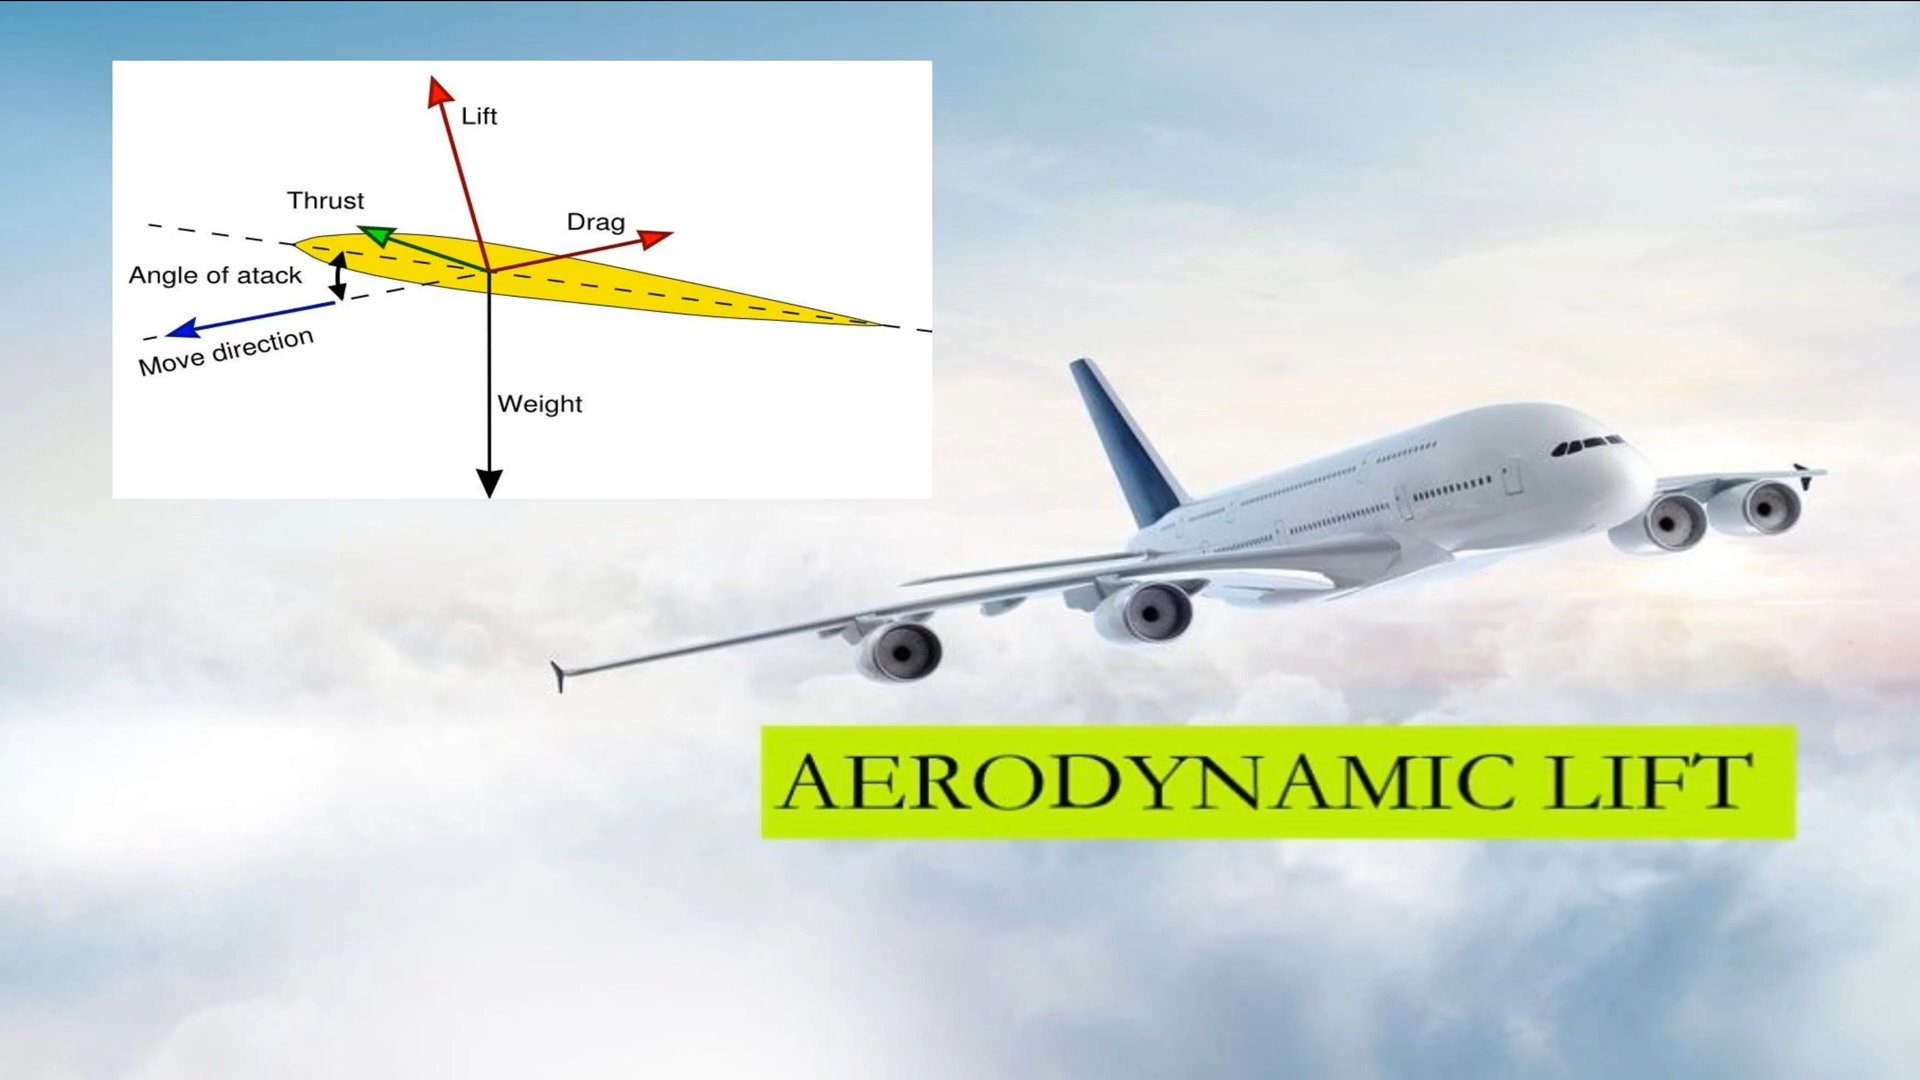 Lift
Thrust
Drag
Angle of atack
Move direction
Weight
AERODYNAMIC LIFT